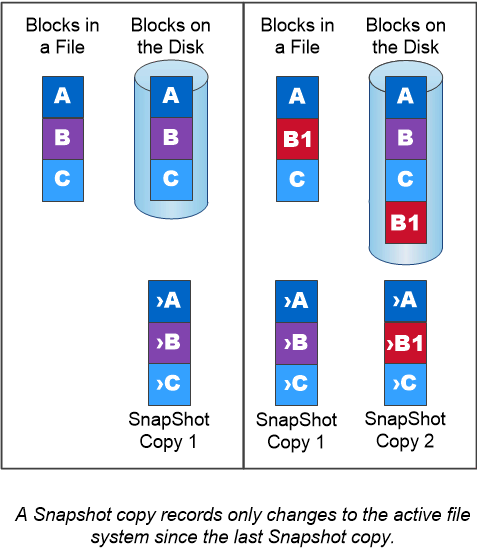 Blocks in
a File
Blocks on
the Disk
A
B
C
A
B
C
›A
›B
›C
SnapShot
Copy 1
Blocks in
a File
Blocks on
the Disk
A
B1
C
A
B
C
B1
›A
›B
›C
SnapShot
Copy 1
›A
›B1
›C
SnapShot
Copy 2
A Snapshot copy records only changes to the active file
system since the last Snapshot copy.